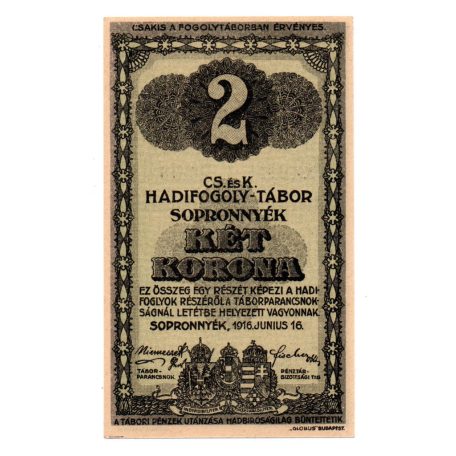 CSAKIS A FOGOLYTÁBORBAN ÉRVÉNYES.
2
CS. ÉS K.
HADIFOGOLY-TÁBOR
SOPRONNYÉK
KÉT
KORONA
EZ ÖSSZEG EGY RÉSZÉT KÉPEZI A HADI-
FOGLYOK RÉSZÉRŐL A TÁBORPARANCSNOK-
SÁGNÁL LETÉTBE HELYEZETT VAGYONNAK.
SOPRONNYÉK, 1916. JUNIUS 16.
TÁBOR-
PARANCSNOK.
PÉNZTÁR-
BIZOTTSÁGI TAG
A TÁBORI PÉNZEK UTÁNZÁSA HADBIRÓSÁGILAG BÜNTETTETIK.
„GLOBUS" BUDAPEST.